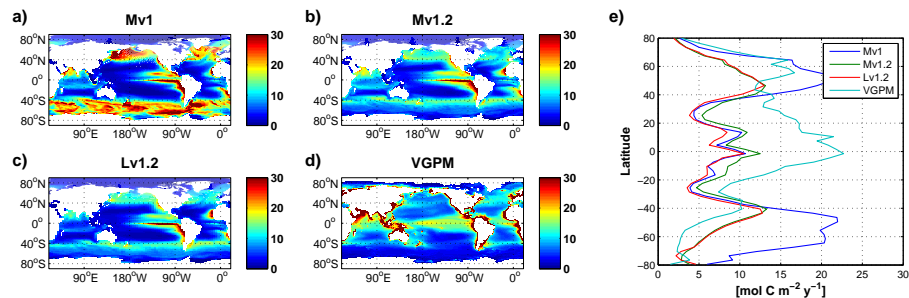 a) Mv1
80°N
40°N
0°
40°S
80°S
90°E 180°W 90°W 0°
30
20
10
0
b) Mv1.2
80°N
40°N
0°
40°S
80°S
90°E 180°W 90°W 0°
30
20
10
0
c) Lv1.2
80°N
40°N
0°
40°S
80°S
90°E 180°W 90°W 0°
30
20
10
0
d) VGPM
80°N
40°N
0°
40°S
80°S
90°E 180°W 90°W 0°
30
20
10
0
e)
Latitude
80
60
40
20
0
−20
−40
−60
−80
0 5 10 15 20 25 30
[mol C m⁻² y⁻¹]
Mv1
Mv1.2
Lv1.2
VGPM